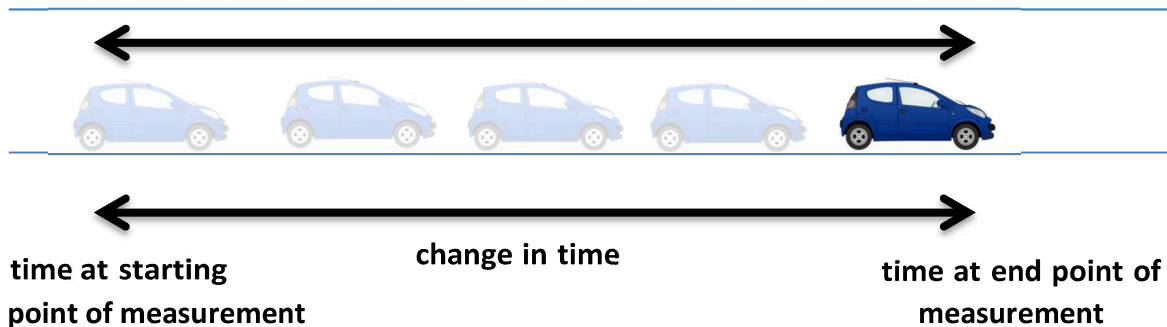 change in time
time at starting
point of measurement
time at end point of
measurement